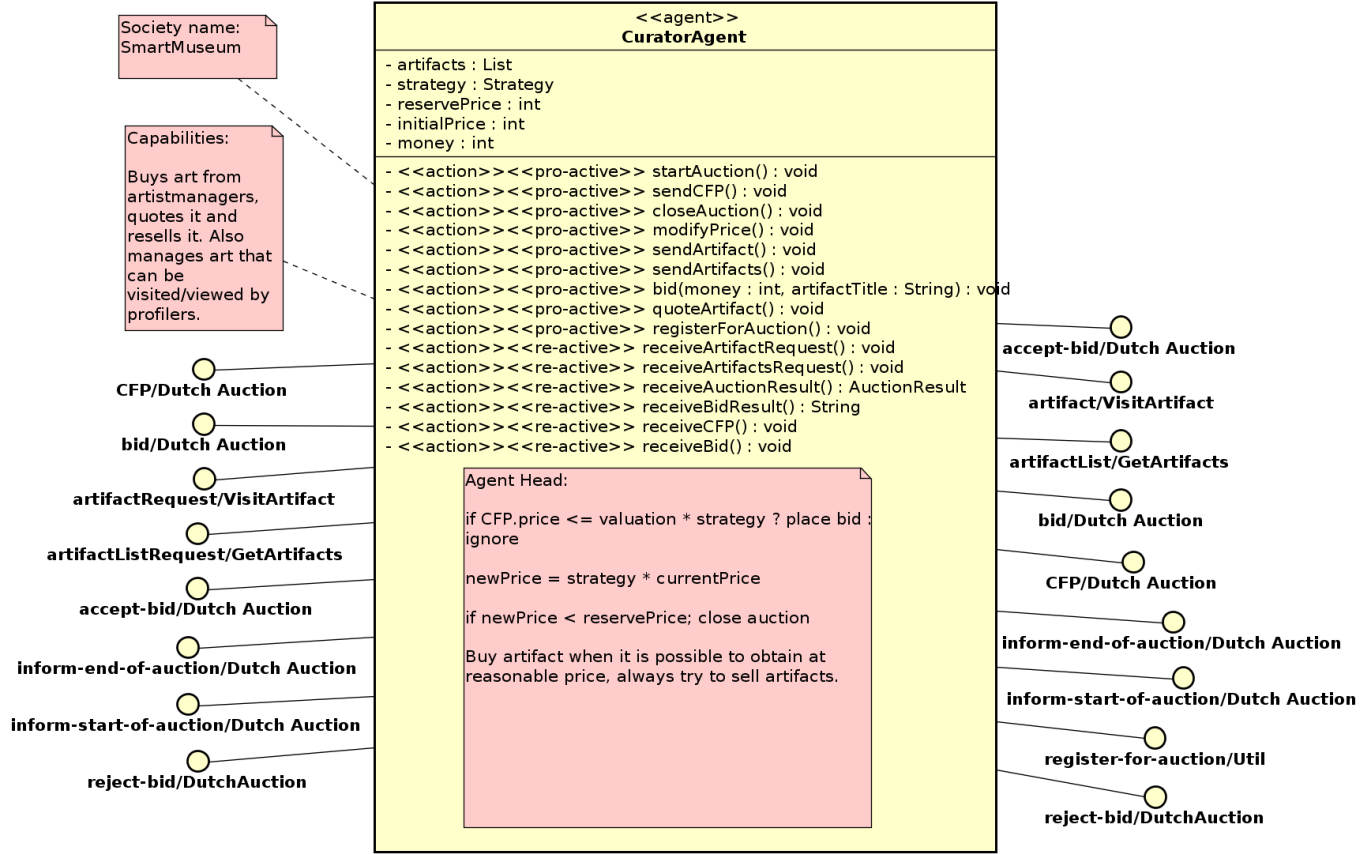 Society name:
SmartMuseum
Capabilities:
Buys art from
artistmanagers,
quotes it and
resells it. Also
manages art that
can be
visited/viewed by
profilers.
<<agent>>
CuratorAgent
- artifacts : List
- strategy : Strategy
- reservePrice : int
- initialPrice : int
- money : int
- <<action>><<pro-active>> startAuction() : void
- <<action>><<pro-active>> sendCFP() : void
- <<action>><<pro-active>> closeAuction() : void
- <<action>><<pro-active>> modifyPrice() : void
- <<action>><<pro-active>> sendArtifact() : void
- <<action>><<pro-active>> sendArtifacts() : void
- <<action>><<pro-active>> bid(money : int, artifactTitle : String) : void
- <<action>><<pro-active>> quoteArtifact() : void
- <<action>><<pro-active>> registerForAuction() : void
- <<action>><<re-active>> receiveArtifactRequest() : void
- <<action>><<re-active>> receiveArtifactsRequest() : void
- <<action>><<re-active>> receiveAuctionResult() : AuctionResult
- <<action>><<re-active>> receiveBidResult() : String
- <<action>><<re-active>> receiveCFP() : void
- <<action>><<re-active>> receiveBid() : void
Agent Head:
if CFP.price <= valuation * strategy ? place bid :
ignore
newPrice = strategy * currentPrice
if newPrice < reservePrice; close auction
Buy artifact when it is possible to obtain at
reasonable price, always try to sell artifacts.
CFP/Dutch Auction
bid/Dutch Auction
artifactRequest/VisitArtifact
artifactListRequest/GetArtifacts
accept-bid/Dutch Auction
inform-end-of-auction/Dutch Auction
inform-start-of-auction/Dutch Auction
reject-bid/DutchAuction
accept-bid/Dutch Auction
artifact/VisitArtifact
artifactList/GetArtifacts
bid/Dutch Auction
CFP/Dutch Auction
inform-end-of-auction/Dutch Auction
inform-start-of-auction/Dutch Auction
register-for-auction/Util
reject-bid/DutchAuction